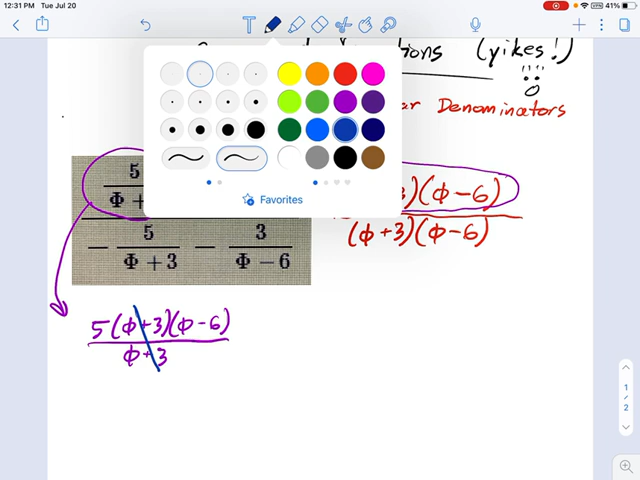 12:31 PM Tue Jul 20
VPN 41%
(yikes!)
Denominators
5
Φ +
)(ϕ-6)
(ϕ+3)(ϕ-6)
- 5/(Φ + 3) - 3/(Φ - 6)
Favorites
5(ϕ+3)(ϕ-6)
ϕ+3
1
/
2